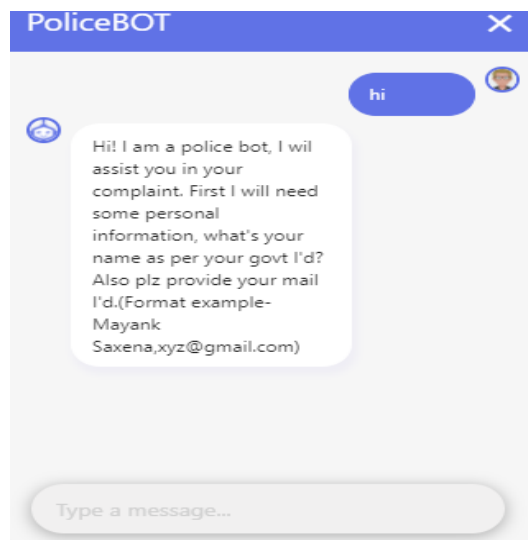 PoliceBOT
hi
Hi! I am a police bot, I wil
assist you in your
complaint. First I will need
some personal
information, what's your
name as per your govt I'd?
Also plz provide your mail
I'd.(Format example-
Mayank
Saxena,xyz@gmail.com)
Type a message...